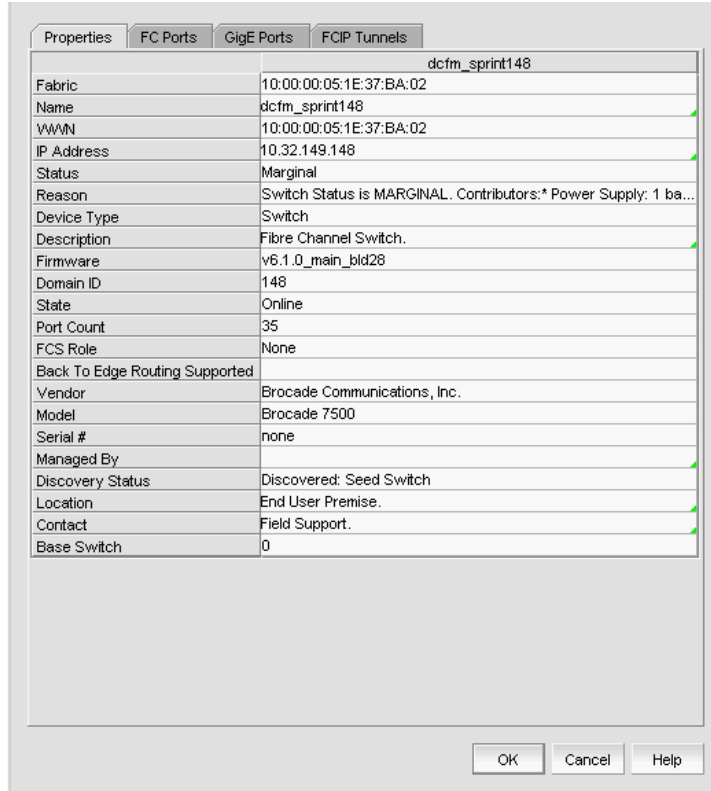 Properties FC Ports GigE Ports FCIP Tunnels
dcfm_sprint148
Fabric 10:00:00:05:1E:37:BA:02
Name dcfm_sprint148
WWN 10:00:00:05:1E:37:BA:02
IP Address 10.32.149.148
Status Marginal
Reason Switch Status is MARGINAL. Contributors:* Power Supply: 1 ba...
Device Type Switch
Description Fibre Channel Switch.
Firmware v6.1.0_main_bld28
Domain ID 148
State Online
Port Count 35
FCS Role None
Back To Edge Routing Supported
Vendor Brocade Communications, Inc.
Model Brocade 7500
Serial # none
Managed By
Discovery Status Discovered: Seed Switch
Location End User Premise.
Contact Field Support.
Base Switch 0
OK Cancel Help